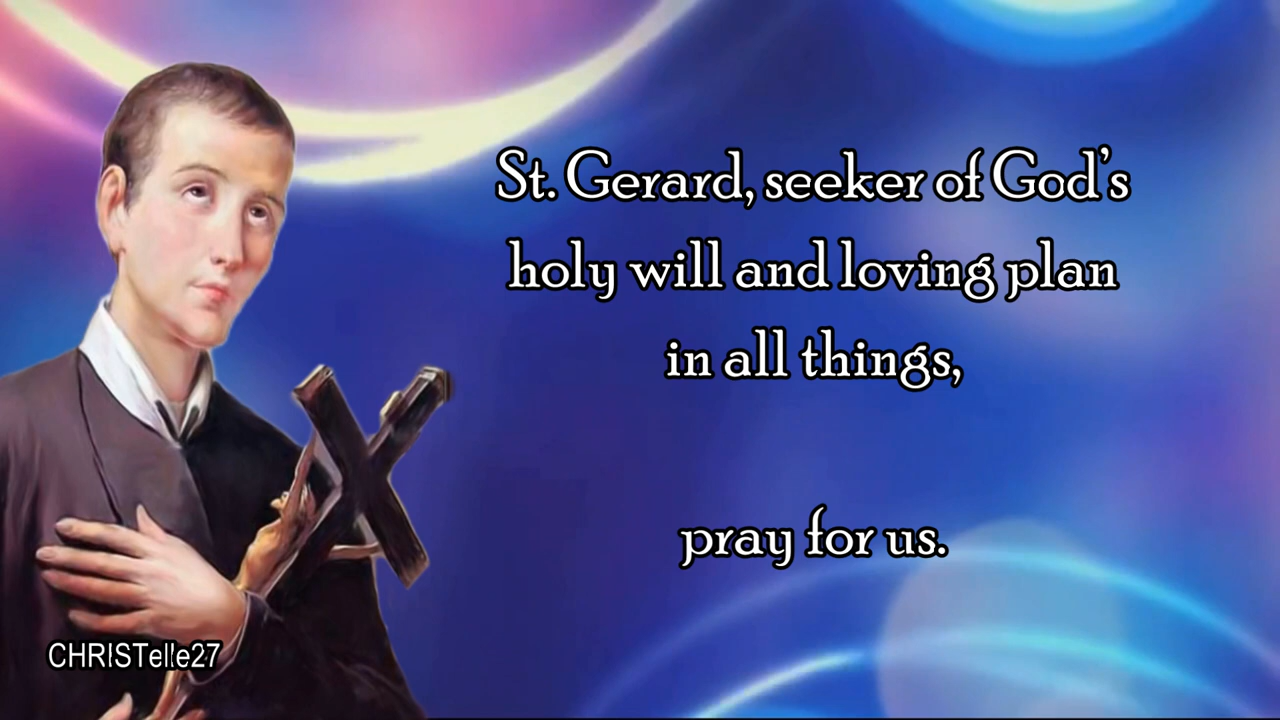 St. Gerard, seeker of God's
holy will and loving plan
in all things,
pray for us.
CHRISTelle27